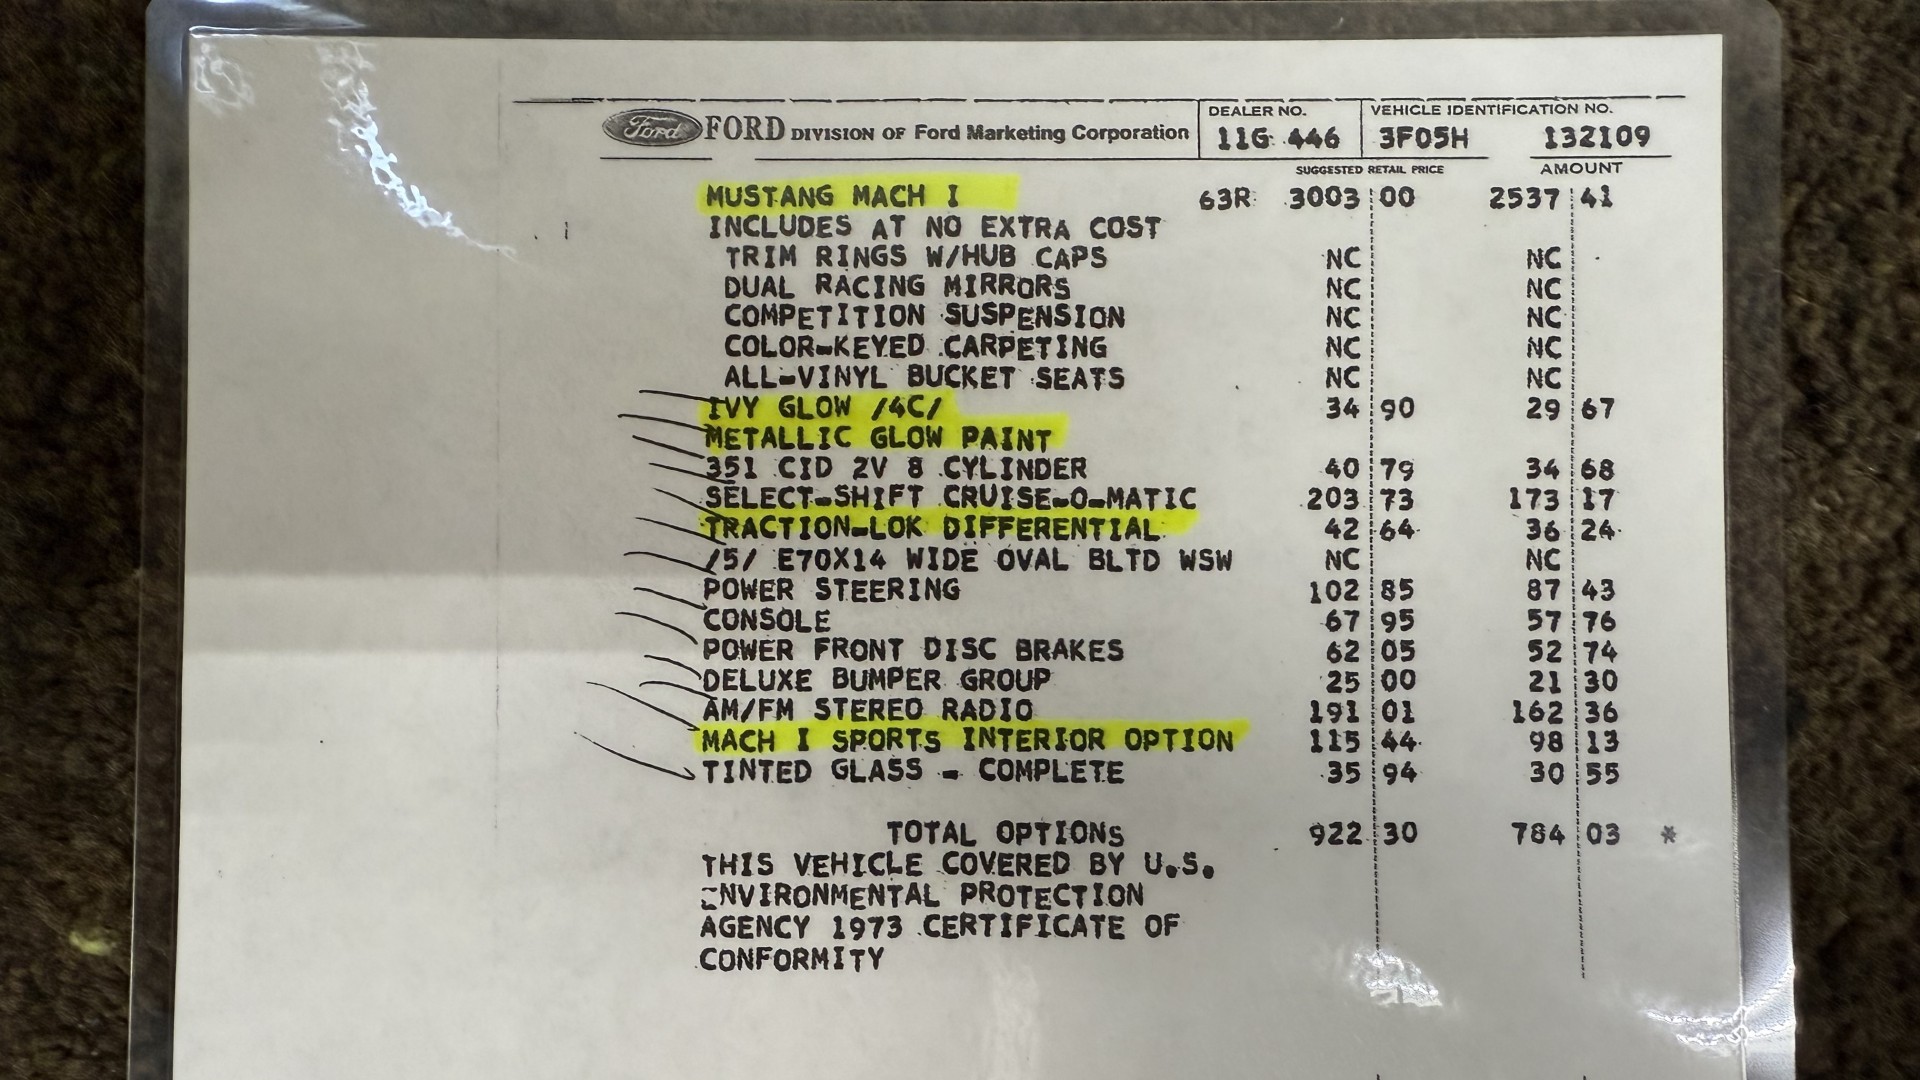 Ford FORD DIVISION OF Ford Marketing Corporation
DEALER NO. VEHICLE IDENTIFICATION NO.
11G 446 3F05H 132109
SUGGESTED RETAIL PRICE AMOUNT
MUSTANG MACH I 63R 3003 00 2537 41
INCLUDES AT NO EXTRA COST
TRIM RINGS W/HUB CAPS NC NC
DUAL RACING MIRRORS NC NC
COMPETITION SUSPENSION NC NC
COLOR-KEYED CARPETING NC NC
ALL-VINYL BUCKET SEATS NC NC
IVY GLOW /4C/ 34 90 29 67
METALLIC GLOW PAINT
351 CID 2V 8 CYLINDER 40 79 34 68
SELECT-SHIFT CRUISE-O-MATIC 203 73 173 17
TRACTION-LOK DIFFERENTIAL 42 64 36 24
/5/ E70X14 WIDE OVAL BLTD WSW NC NC
POWER STEERING 102 85 87 43
CONSOLE 67 95 57 76
POWER FRONT DISC BRAKES 62 05 52 74
DELUXE BUMPER GROUP 25 00 21 30
AM/FM STEREO RADIO 191 01 162 36
MACH I SPORTS INTERIOR OPTION 115 44 98 13
TINTED GLASS - COMPLETE 35 94 30 55
TOTAL OPTIONS 922 30 784 03 *
THIS VEHICLE COVERED BY U.S.
ENVIRONMENTAL PROTECTION
AGENCY 1973 CERTIFICATE OF
CONFORMITY